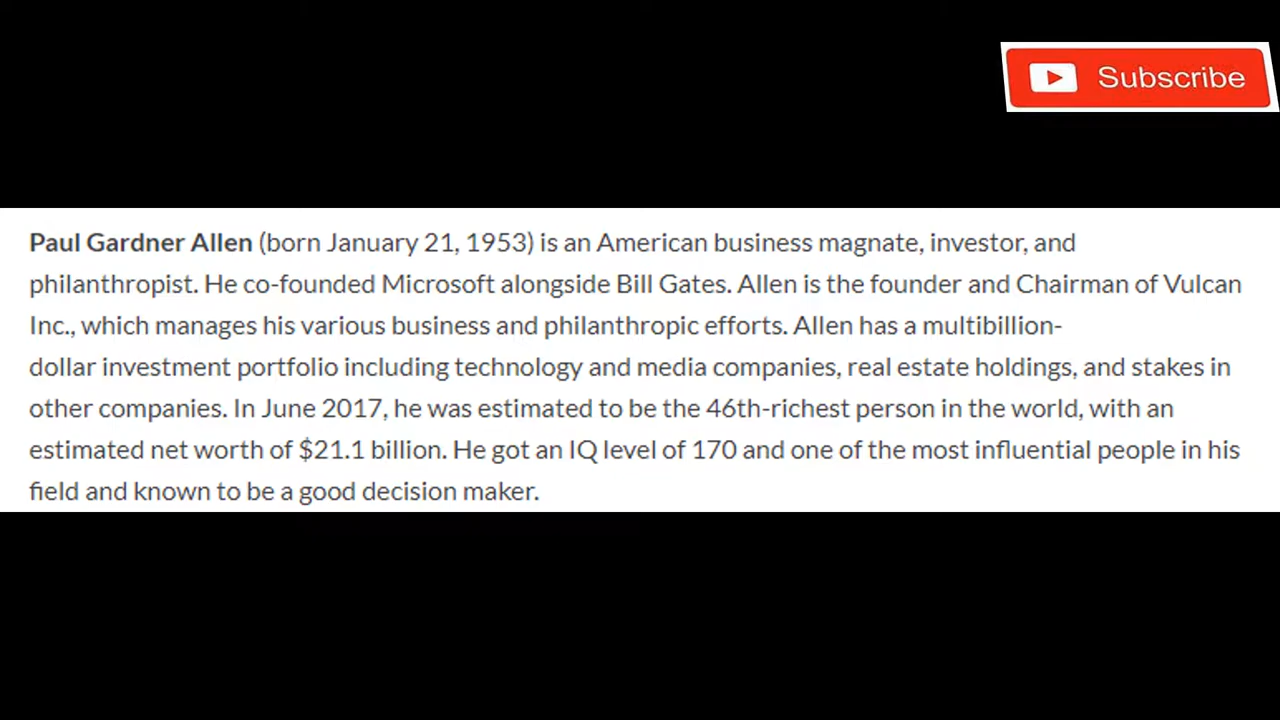 Subscribe
Paul Gardner Allen (born January 21, 1953) is an American business magnate, investor, and
philanthropist. He co-founded Microsoft alongside Bill Gates. Allen is the founder and Chairman of Vulcan
Inc., which manages his various business and philanthropic efforts. Allen has a multibillion-
dollar investment portfolio including technology and media companies, real estate holdings, and stakes in
other companies. In June 2017, he was estimated to be the 46th-richest person in the world, with an
estimated net worth of $21.1 billion. He got an IQ level of 170 and one of the most influential people in his
field and known to be a good decision maker.